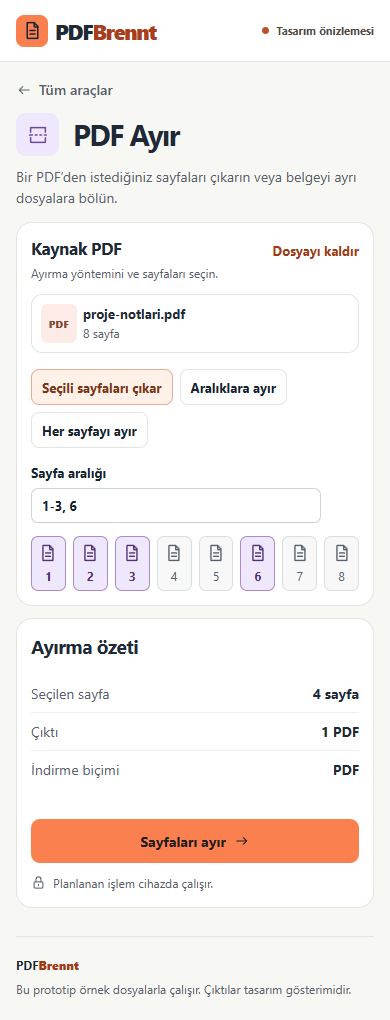 PDFBrennt
Tasarım önizlemesi
← Tüm araçlar
PDF Ayır
Bir PDF'den istediğiniz sayfaları çıkarın veya belgeyi ayrı
dosyalara bölün.
Kaynak PDF
Dosyayı kaldır
Ayırma yöntemini ve sayfaları seçin.
PDF
proje-notlari.pdf
8 sayfa
Seçili sayfaları çıkar
Aralıklara ayır
Her sayfayı ayır
Sayfa aralığı
1-3, 6
1 2 3 4 5 6 7 8
Ayırma özeti
Seçilen sayfa 4 sayfa
Çıktı 1 PDF
İndirme biçimi PDF
Sayfaları ayır →
Planlanan işlem cihazda çalışır.
PDFBrennt
Bu prototip örnek dosyalarla çalışır. Çıktılar tasarım gösterimidir.